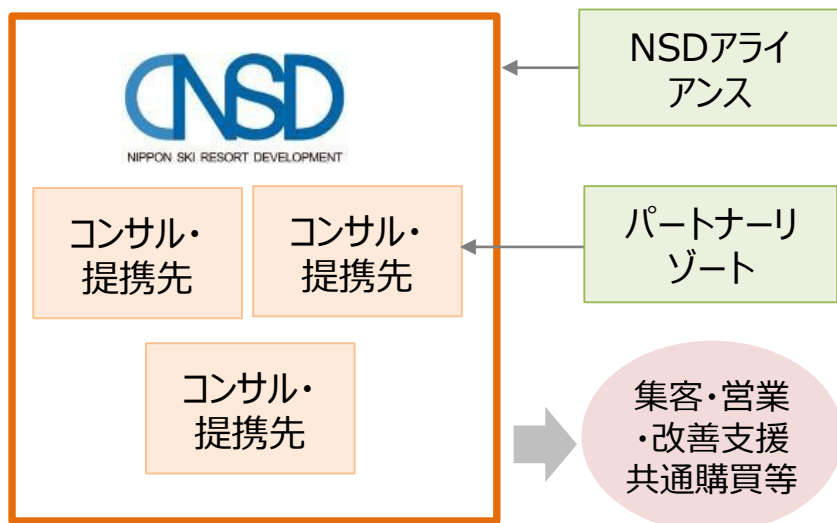 NSDアライ
アンス
NSD
NIPPON SKI RESORT DEVELOPMENT
コンサル・
提携先
コンサル・
提携先
パートナーリ
ゾート
コンサル・
提携先
集客・営業
・改善支援
共通購買等